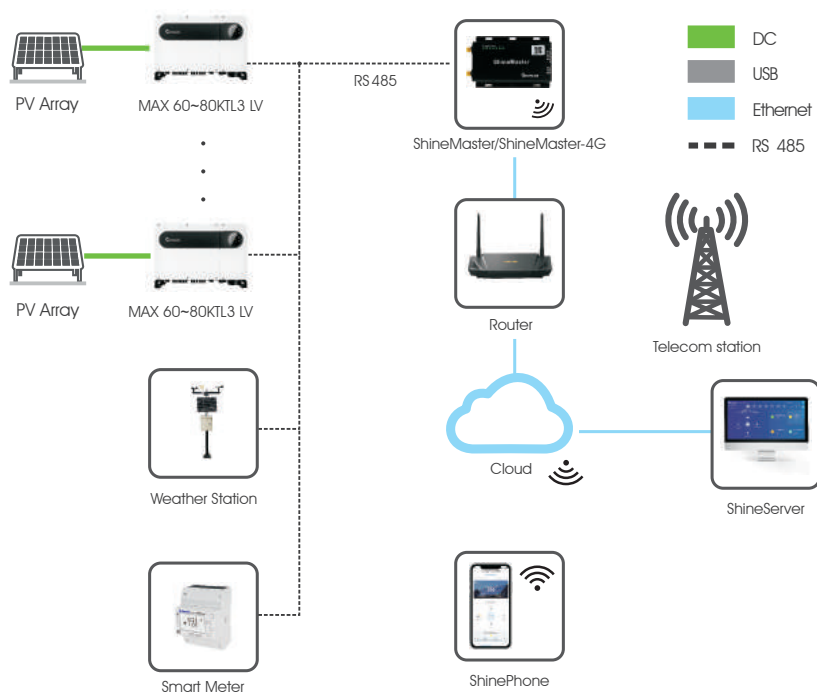 PV Array
MAX 60~80KTL3 LV
RS 485
ShineMaster
ShineMaster/ShineMaster-4G
DC
USB
Ethernet
RS 485
PV Array
MAX 60~80KTL3 LV
Router
Telecom station
Weather Station
Cloud
ShineServer
Smart Meter
ShinePhone